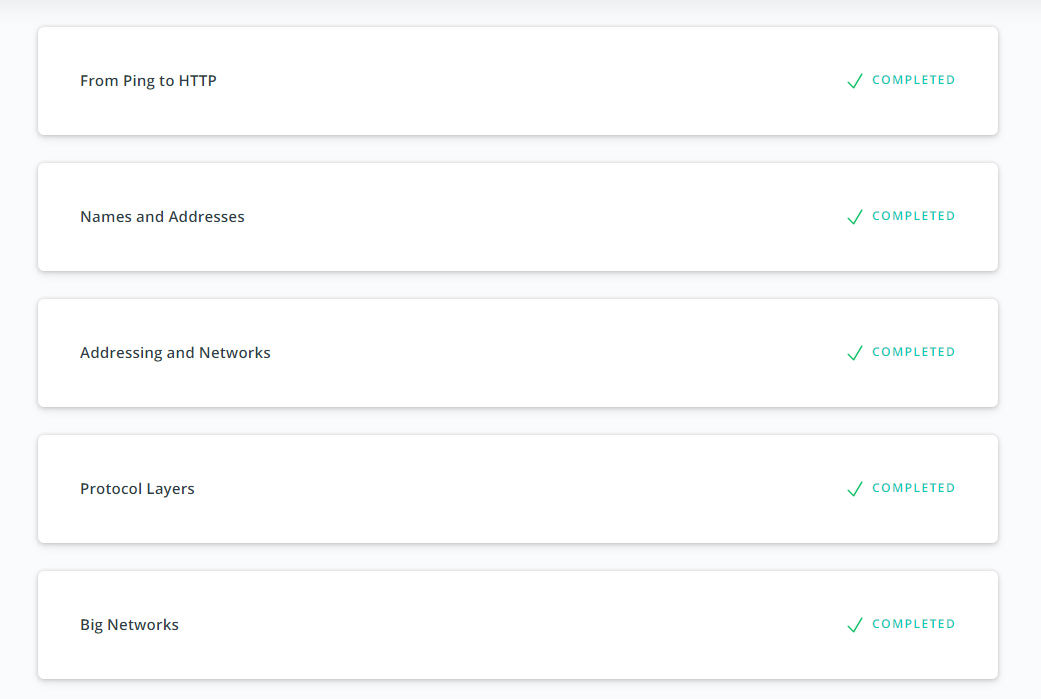 From Ping to HTTP COMPLETED
Names and Addresses COMPLETED
Addressing and Networks COMPLETED
Protocol Layers COMPLETED
Big Networks COMPLETED